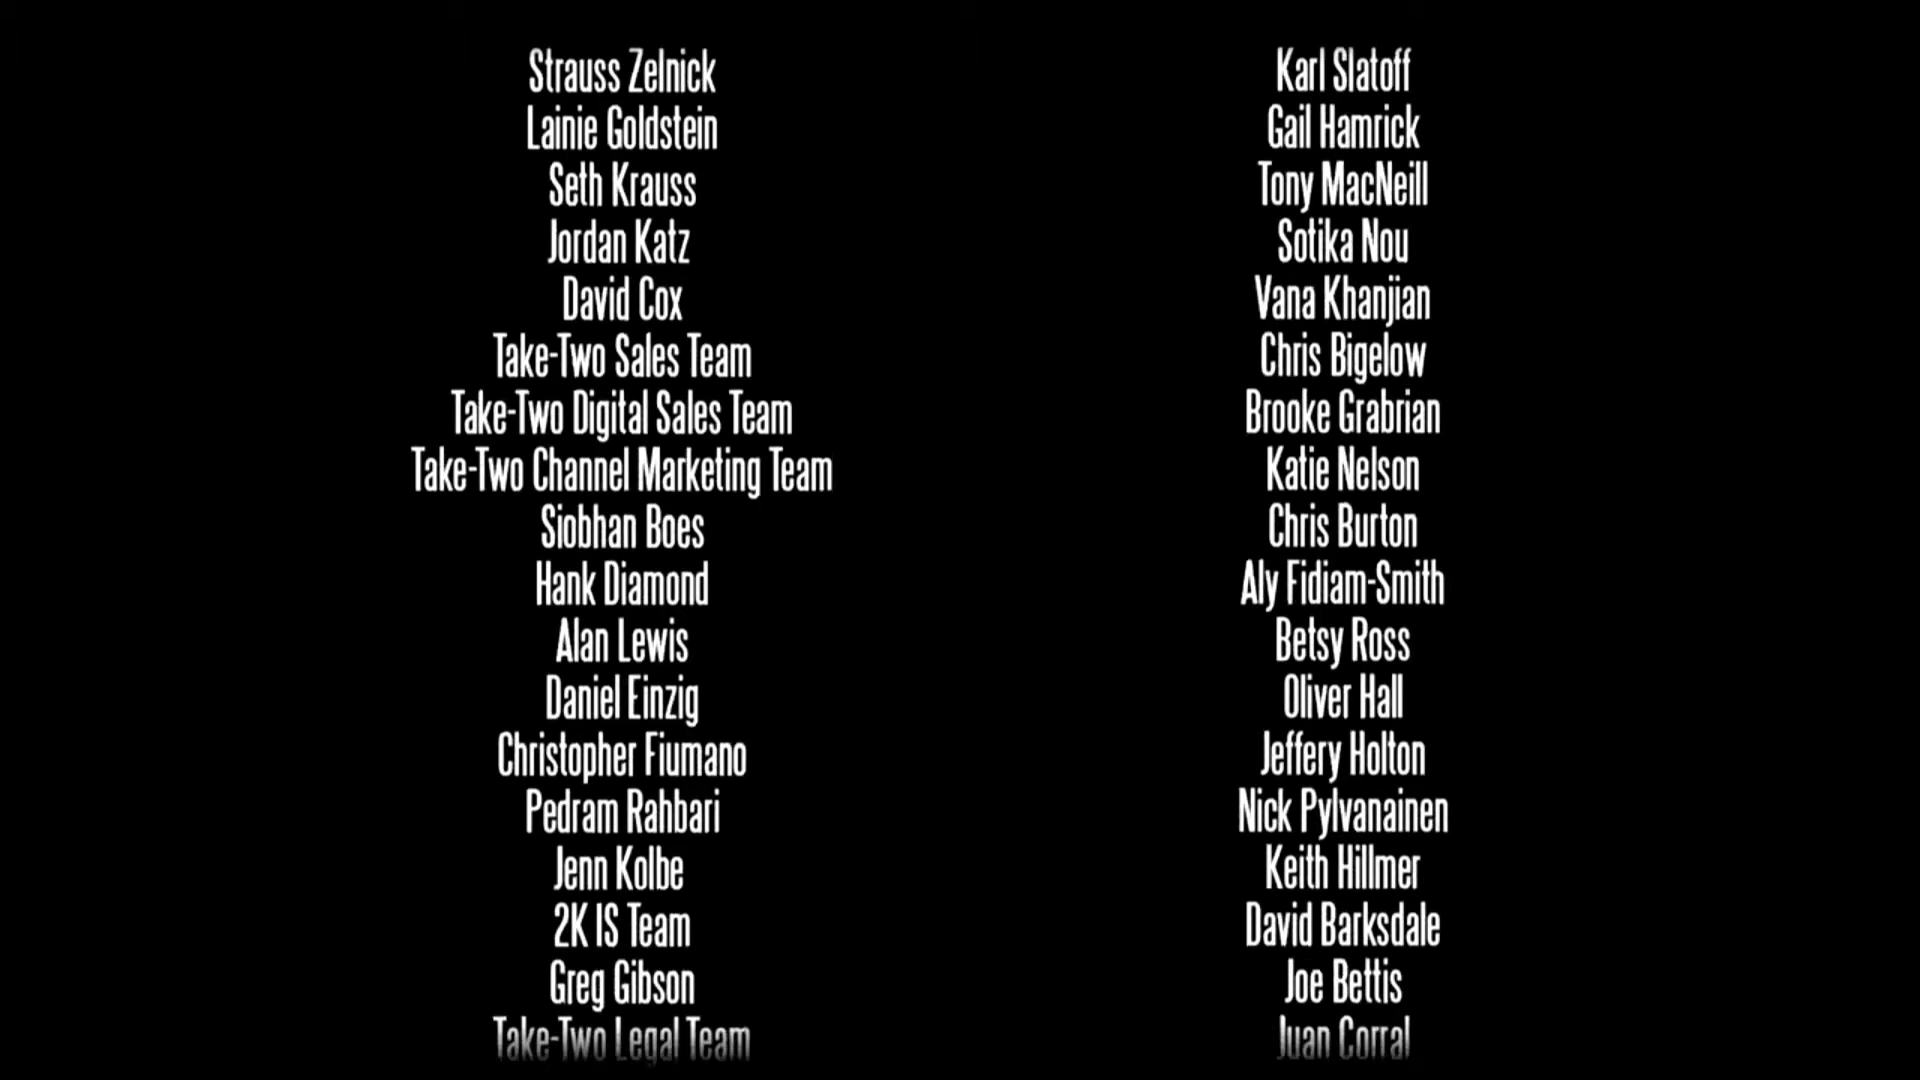 Strauss Zelnick
Lainie Goldstein
Seth Krauss
Jordan Katz
David Cox
Take-Two Sales Team
Take-Two Digital Sales Team
Take-Two Channel Marketing Team
Siobhan Boes
Hank Diamond
Alan Lewis
Daniel Einzig
Christopher Fiumano
Pedram Rahbari
Jenn Kolbe
2K IS Team
Greg Gibson
Take-Two Legal Team
Karl Slatoff
Gail Hamrick
Tony MacNeill
Sotika Nou
Vana Khanjian
Chris Bigelow
Brooke Grabrian
Katie Nelson
Chris Burton
Aly Fidiam-Smith
Betsy Ross
Oliver Hall
Jeffery Holton
Nick Pylvanainen
Keith Hillmer
David Barksdale
Joe Bettis
Juan Corral